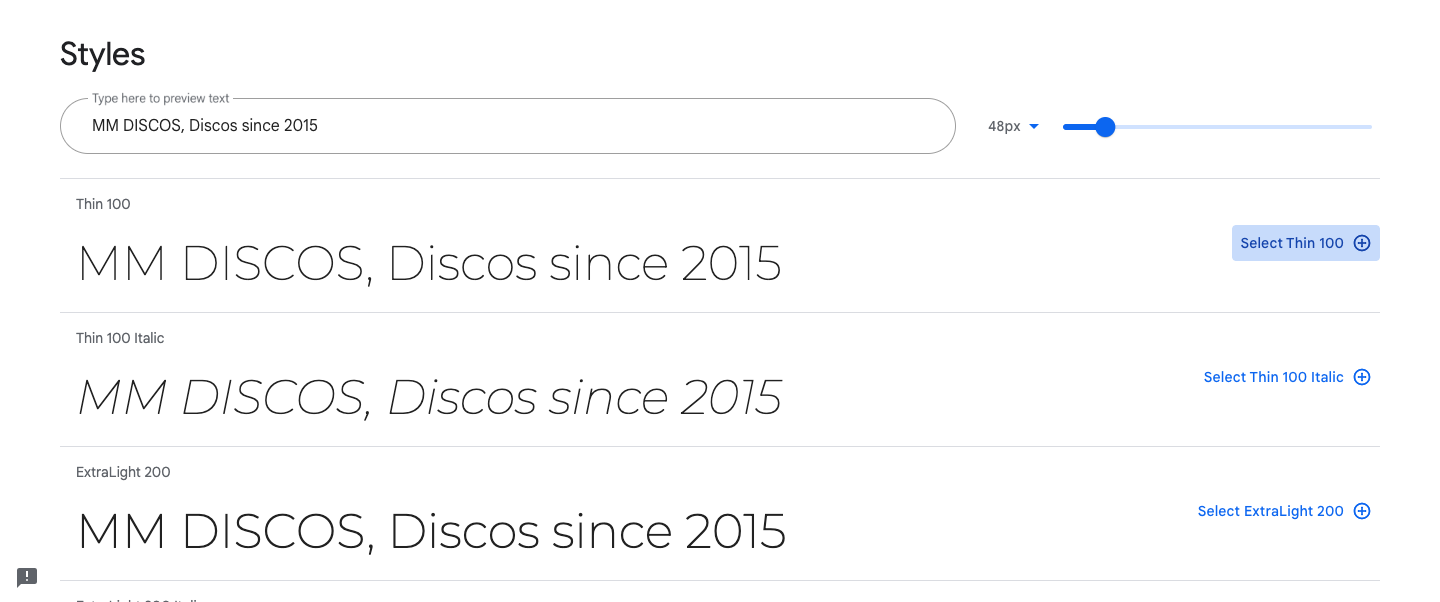 Styles
Type here to preview text
MM DISCOS, Discos since 2015
48px
Thin 100
MM DISCOS, Discos since 2015
Select Thin 100
Thin 100 Italic
MM DISCOS, Discos since 2015
Select Thin 100 Italic
ExtraLight 200
MM DISCOS, Discos since 2015
Select ExtraLight 200